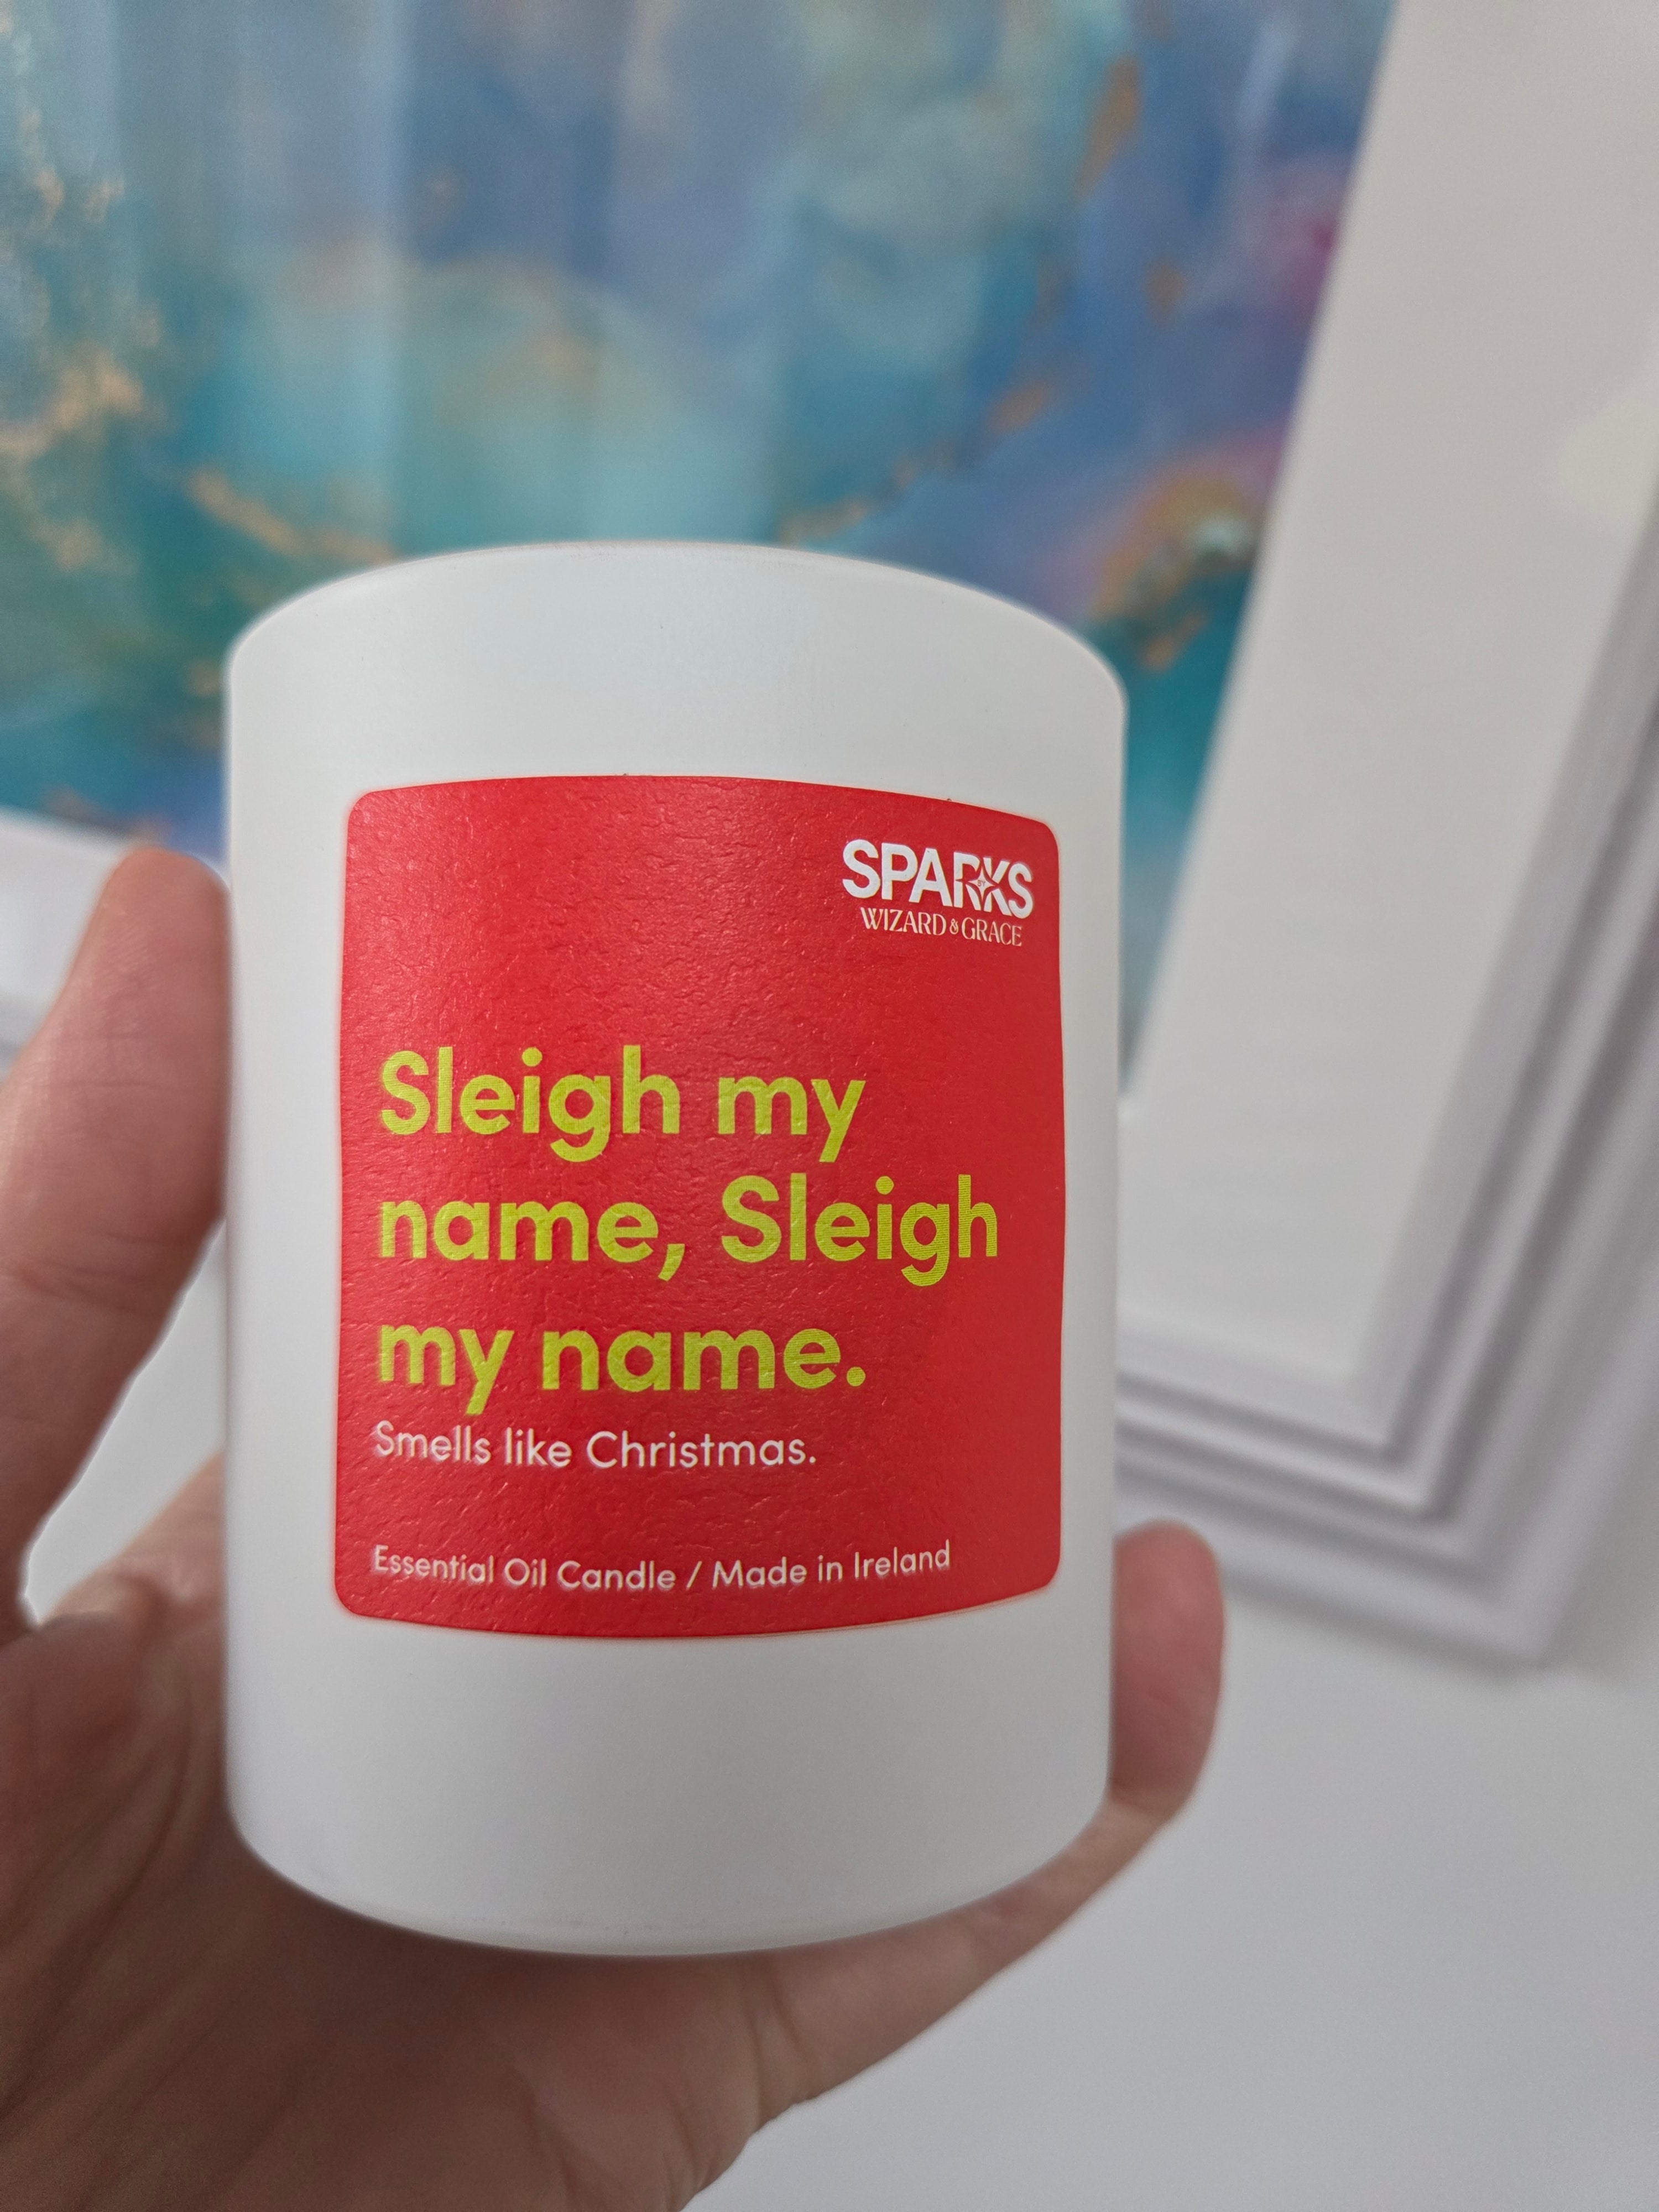 SPARKS
WIZARD & GRACE
Sleigh my
name, Sleigh
my name.
Smells like Christmas.
Essential Oil Candle / Made in Ireland